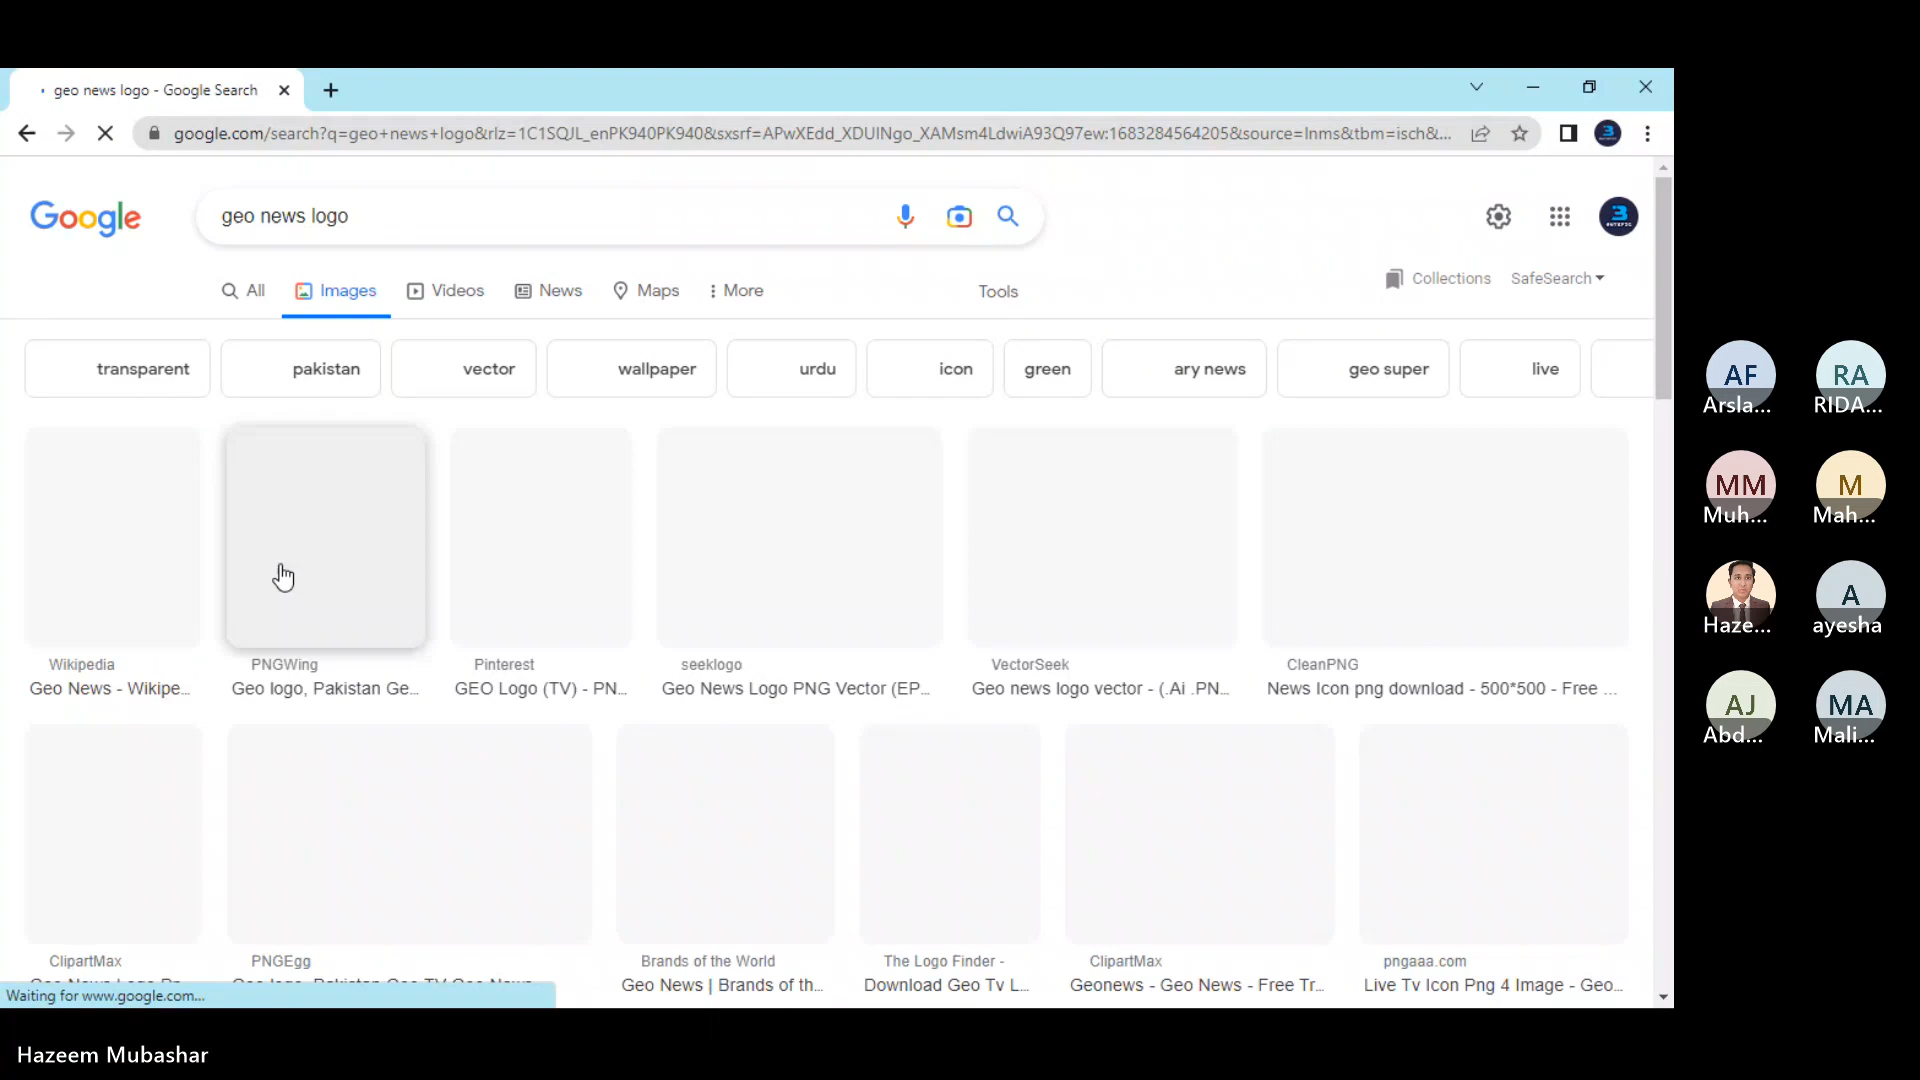 geo news logo - Google Search
google.com/search?q=geo+news+logo&rlz=1C1SQJL_enPK940PK940&sxsrf=APwXEdd_XDUINgo_XAMsm4LdwiA93Q97ew:1683284564205&source=lnms&tbm=isch&...
Google
geo news logo
All Images Videos News Maps More Tools
Collections SafeSearch
transparent pakistan vector wallpaper urdu icon green ary news geo super live
Wikipedia PNGWing Pinterest seeklogo VectorSeek CleanPNG
Geo News - Wikipe... Geo logo, Pakistan Ge... GEO Logo (TV) - PN... Geo News Logo PNG Vector (EP... Geo news logo vector - (.Ai .PN... News Icon png download - 500*500 - Free ...
ClipartMax PNGEgg Brands of the World The Logo Finder - ClipartMax pngaaa.com
Geo News | Brands of th... Download Geo Tv L... Geonews - Geo News - Free Tr... Live Tv Icon Png 4 Image - Geo...
Waiting for www.google.com...
AF RA
Arsla... RIDA...
MM M
Muh... Mah...
A
Haze... ayesha
AJ MA
Abd... Mali...
Hazeem Mubashar